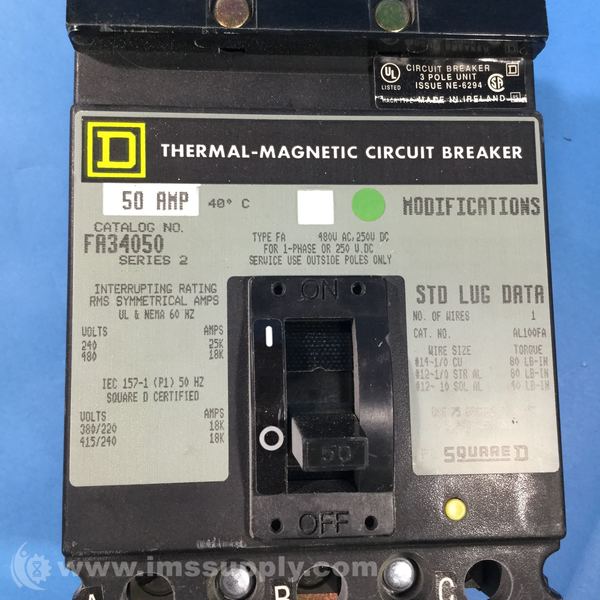 UL
LISTED
CIRCUIT BREAKER
3 POLE UNIT
ISSUE NE-6294
MADE IN IRELAND
D
THERMAL-MAGNETIC CIRCUIT BREAKER
50 AMP 40° C
MODIFICATIONS
CATALOG NO.
FA34050
SERIES 2
TYPE FA 480V AC,250V DC
FOR 1-PHASE OR 250 V.DC
SERVICE USE OUTSIDE POLES ONLY
INTERRUPTING RATING
RMS SYMMETRICAL AMPS
UL & NEMA 60 HZ
VOLTS AMPS
240 25K
480 18K
IEC 157-1 (P1) 50 HZ
SQUARE D CERTIFIED
VOLTS AMPS
380/220 18K
415/240 18K
ON
I
O
50
OFF
STD LUG DATA
NO. OF WIRES 1
CAT. NO. AL100FA
WIRE SIZE TORQUE
#14-1/0 CU 80 LB-IN
#12-1/0 STR AL 80 LB-IN
#12- 10 SOL AL 40 LB-IN
SQUARE D
A B C
www.imssupply.com